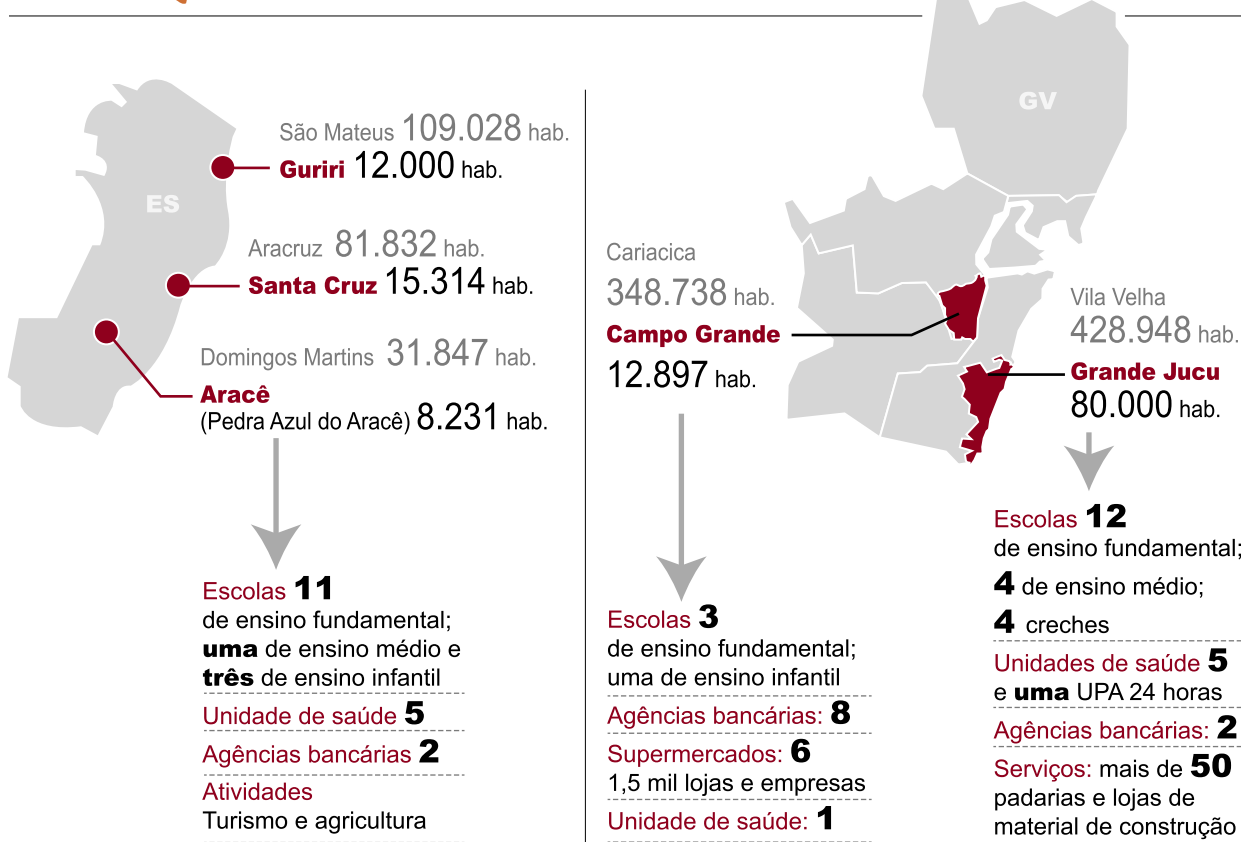 ES
São Mateus 109.028 hab.
Guriri 12.000 hab.
Aracruz 81.832 hab.
Santa Cruz 15.314 hab.
Domingos Martins 31.847 hab.
Aracê
(Pedra Azul do Aracê) 8.231 hab.
Escolas 11
de ensino fundamental;
uma de ensino médio e
três de ensino infantil
Unidade de saúde 5
Agências bancárias 2
Atividades
Turismo e agricultura
GV
Cariacica
348.738 hab.
Campo Grande
12.897 hab.
Escolas 3
de ensino fundamental;
uma de ensino infantil
Agências bancárias: 8
Supermercados: 6
1,5 mil lojas e empresas
Unidade de saúde: 1
Vila Velha
428.948 hab.
Grande Jucu
80.000 hab.
Escolas 12
de ensino fundamental;
4 de ensino médio;
4 creches
Unidades de saúde 5
e uma UPA 24 horas
Agências bancárias: 2
Serviços: mais de 50
padarias e lojas de
material de construção